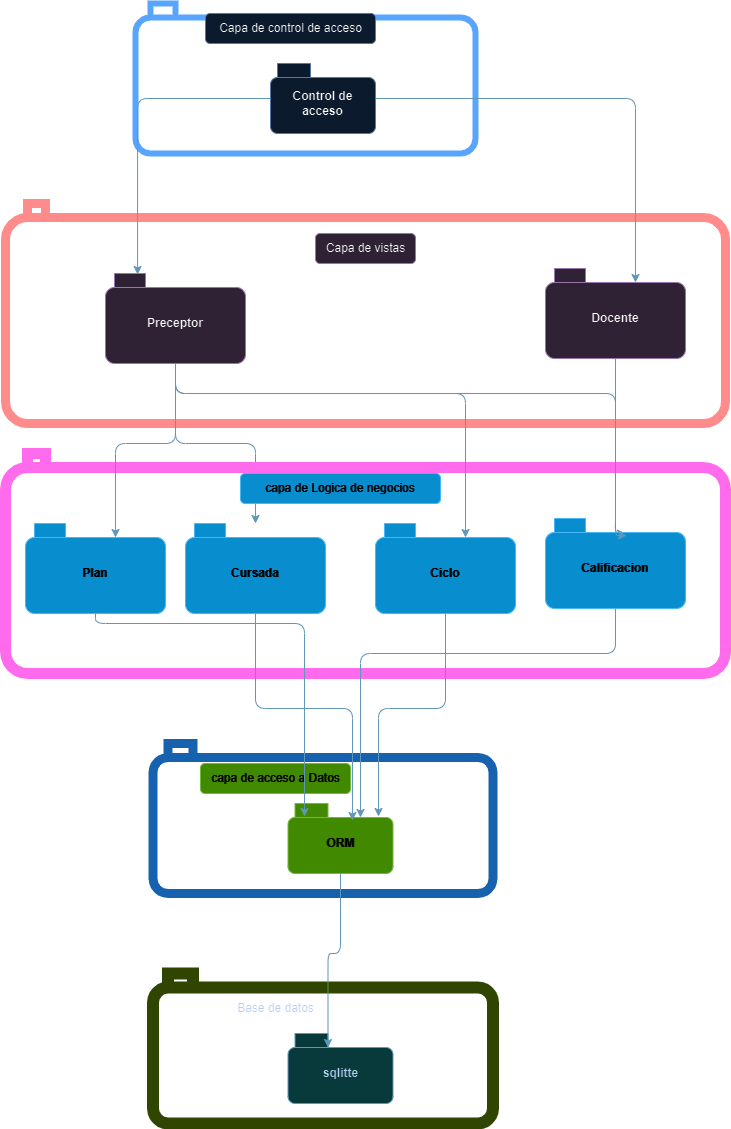 Capa de control de acceso
Control de
acceso
Capa de vistas
Preceptor
Docente
capa de Logica de negocios
Plan
Cursada
Ciclo
Calificacion
capa de acceso a Datos
ORM
Base de datos
sqlitte